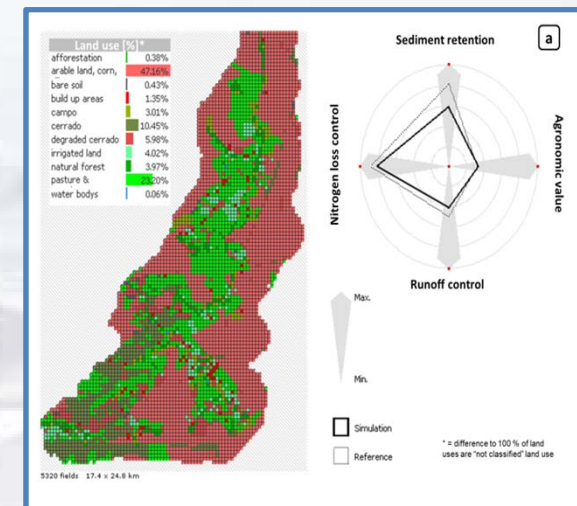 Land use [%]*
afforestation 0.38%
arable land, corn, 47.16%
bare soil 0.43%
build up areas 1.35%
campo 3.01%
cerrado 10.45%
degraded cerrado 5.98%
irrigated land 4.02%
natural forest 3.97%
pasture & 23.20%
water bodys 0.06%
5320 fields 17.4 x 24.8 km
a
Sediment retention
Nitrogen loss control
Agronomic value
Runoff control
Max.
Min.
Simulation
Reference
* = difference to 100 % of land
uses are "not classified" land use